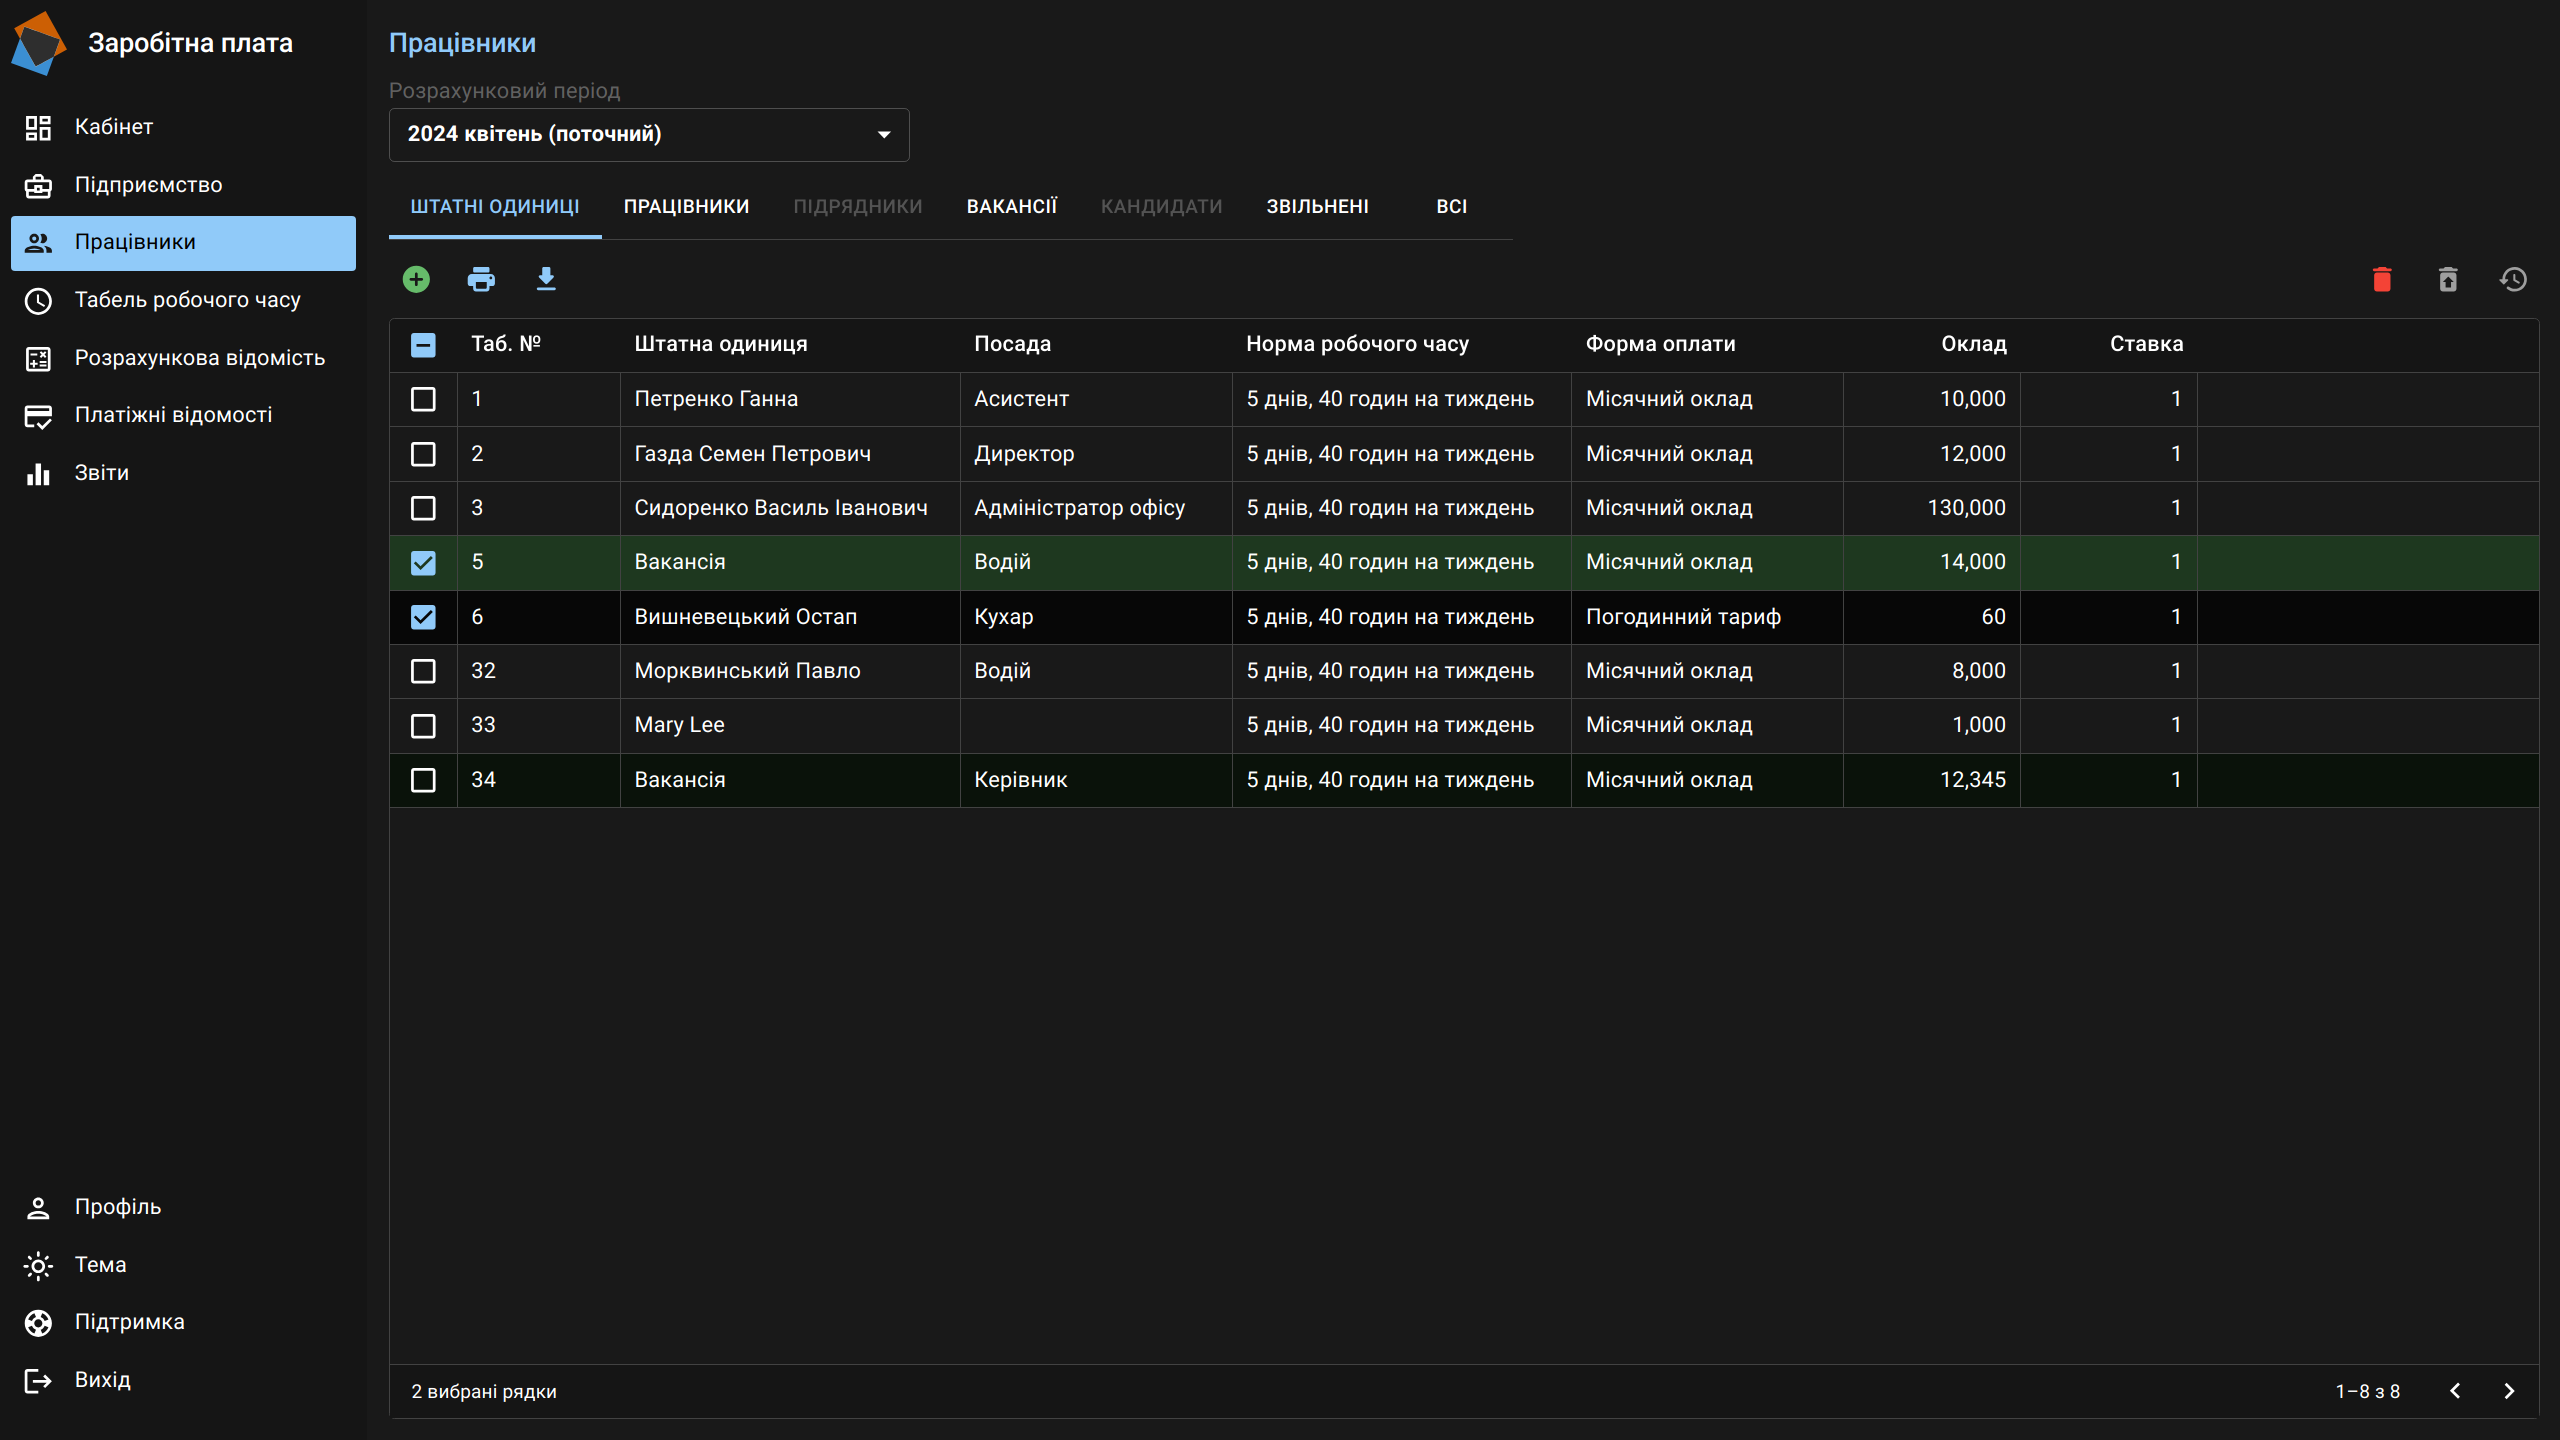 Заробітна плата
Кабінет
Підприємство
Працівники
Табель робочого часу
Розрахункова відомість
Платіжні відомості
Звіти
Профіль
Тема
Підтримка
Вихід
Працівники
Розрахунковий період
2024 квітень (поточний)
ШТАТНІ ОДИНИЦІ ПРАЦІВНИКИ ПІДРЯДНИКИ ВАКАНСІЇ КАНДИДАТИ ЗВІЛЬНЕНІ ВСІ
Таб. № Штатна одиниця Посада Норма робочого часу Форма оплати Оклад Ставка
1 Петренко Ганна Асистент 5 днів, 40 годин на тиждень Місячний оклад 10,000 1
2 Газда Семен Петрович Директор 5 днів, 40 годин на тиждень Місячний оклад 12,000 1
3 Сидоренко Василь Іванович Адміністратор офісу 5 днів, 40 годин на тиждень Місячний оклад 130,000 1
5 Вакансія Водій 5 днів, 40 годин на тиждень Місячний оклад 14,000 1
6 Вишневецький Остап Кухар 5 днів, 40 годин на тиждень Погодинний тариф 60 1
32 Морквинський Павло Водій 5 днів, 40 годин на тиждень Місячний оклад 8,000 1
33 Mary Lee 5 днів, 40 годин на тиждень Місячний оклад 1,000 1
34 Вакансія Керівник 5 днів, 40 годин на тиждень Місячний оклад 12,345 1
2 вибрані рядки
1–8 з 8